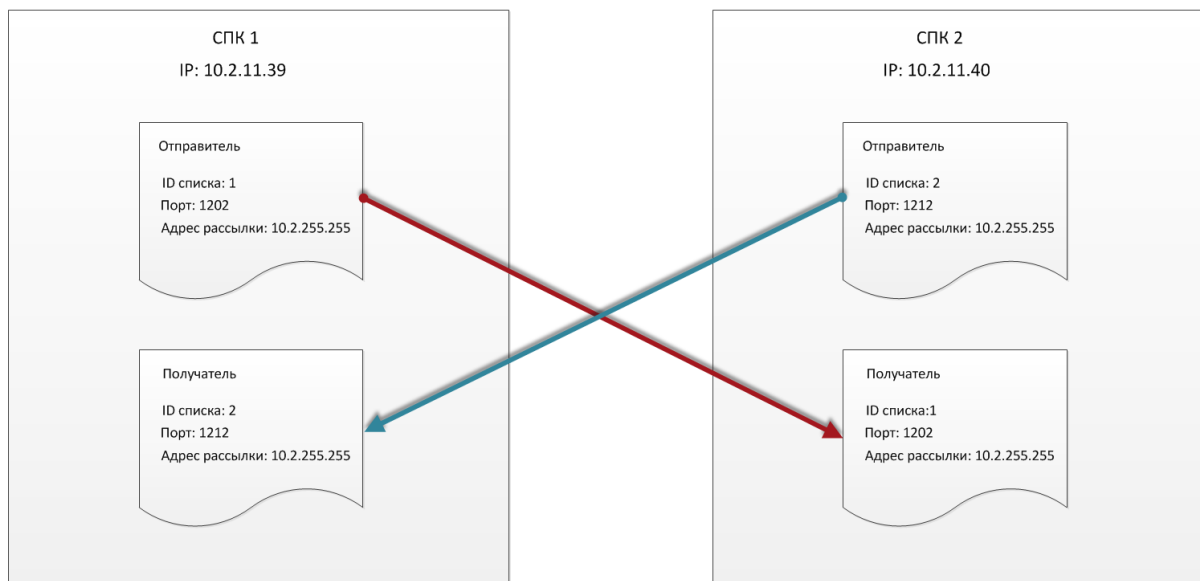 СПК 1
IP: 10.2.11.39
Отправитель
ID списка: 1
Порт: 1202
Адрес рассылки: 10.2.255.255
Получатель
ID списка: 2
Порт: 1212
Адрес рассылки: 10.2.255.255
СПК 2
IP: 10.2.11.40
Отправитель
ID списка: 2
Порт: 1212
Адрес рассылки: 10.2.255.255
Получатель
ID списка:1
Порт: 1202
Адрес рассылки: 10.2.255.255